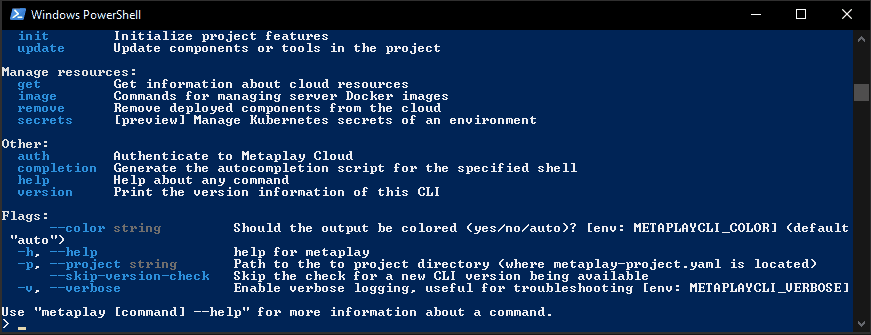 Windows PowerShell
init Initialize project features
update Update components or tools in the project
Manage resources:
get Get information about cloud resources
image Commands for managing server Docker images
remove Remove deployed components from the cloud
secrets [preview] Manage Kubernetes secrets of an environment
Other:
auth Authenticate to Metaplay Cloud
completion Generate the autocompletion script for the specified shell
help Help about any command
version Print the version information of this CLI
Flags:
--color string Should the output be colored (yes/no/auto)? [env: METAPLAYCLI_COLOR] (default
"auto")
-h, --help help for metaplay
-p, --project string Path to the to project directory (where metaplay-project.yaml is located)
--skip-version-check Skip the check for a new CLI version being available
-v, --verbose Enable verbose logging, useful for troubleshooting [env: METAPLAYCLI_VERBOSE]
Use "metaplay [command] --help" for more information about a command.
> _